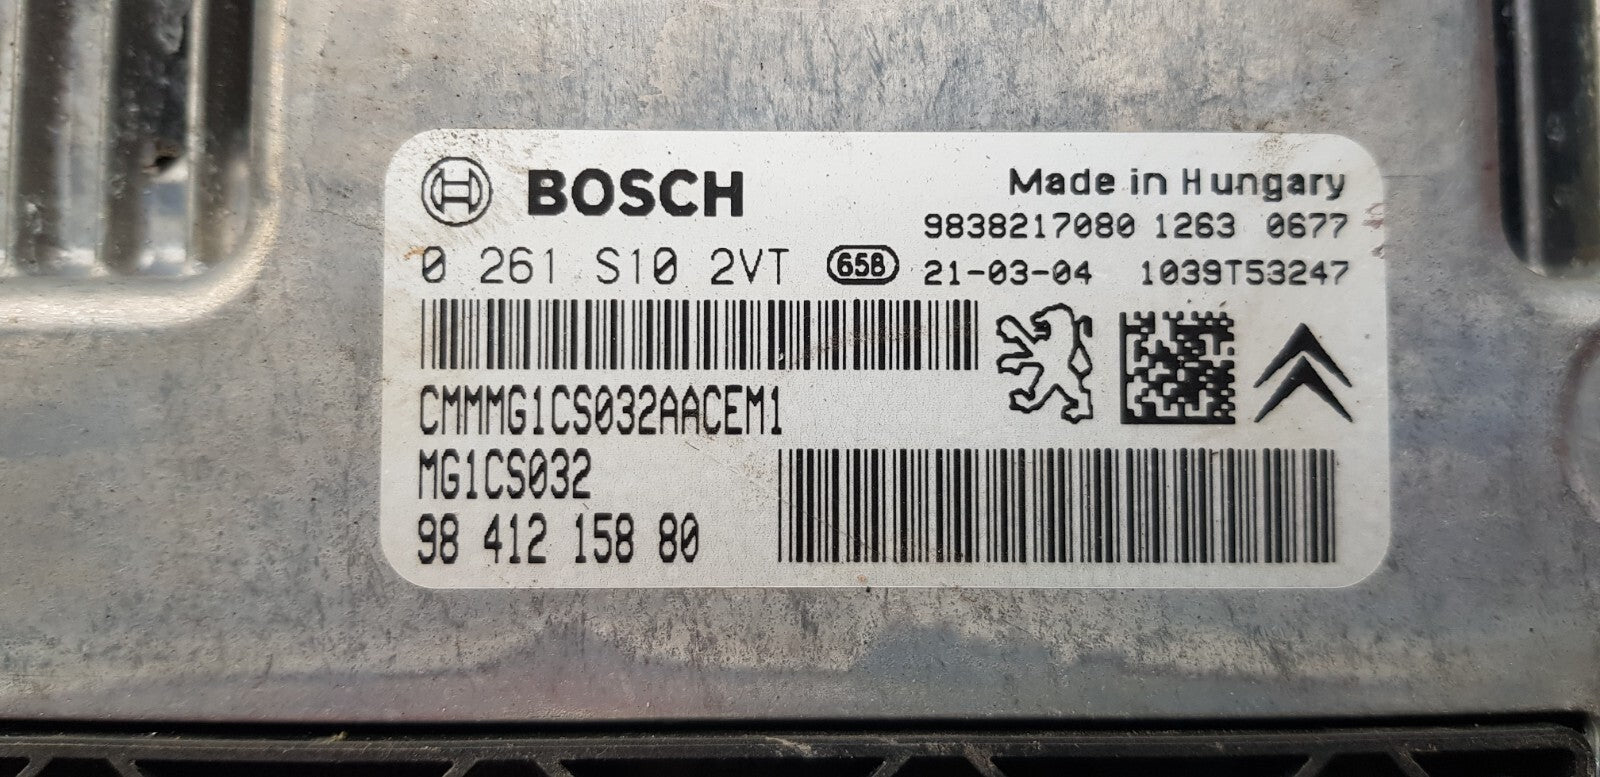 BOSCH
Made in Hungary
9838217080 1263 0677
0 261 S10 2VT 658 21-03-04 1039T53247
CMMMG1CS032AACEM1
MG1CS032
98 412 158 80